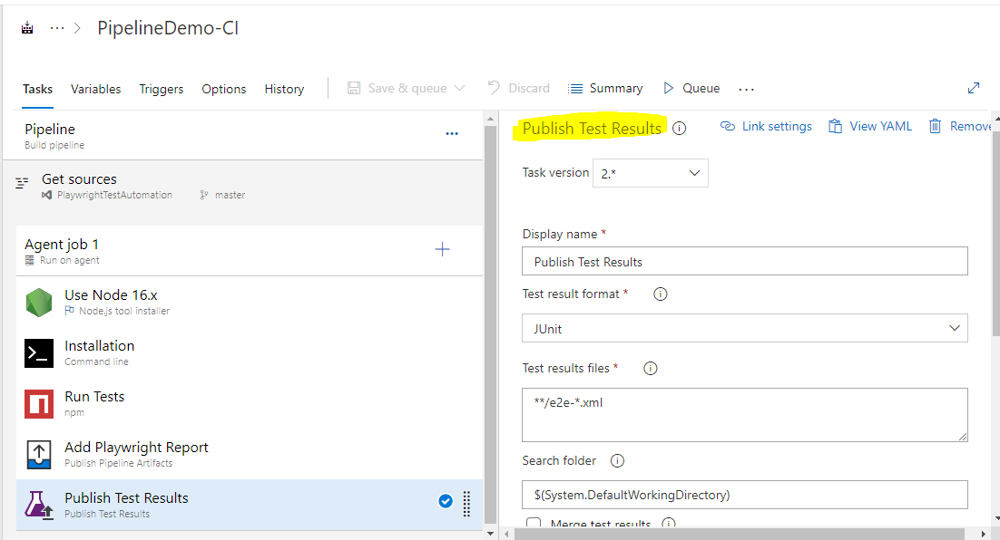 ··· > PipelineDemo-CI
Tasks Variables Triggers Options History Save & queue Discard Summary Queue ...
Pipeline
Build pipeline
Get sources
PlaywrightTestAutomation master
Agent job 1
Run on agent
Use Node 16.x
Node.js tool installer
Installation
Command line
Run Tests
npm
Add Playwright Report
Publish Pipeline Artifacts
Publish Test Results
Publish Test Results
Publish Test Results Link settings View YAML Remove
Task version 2.*
Display name *
Publish Test Results
Test result format *
JUnit
Test results files *
**/e2e-*.xml
Search folder
$(System.DefaultWorkingDirectory)
Merge test results